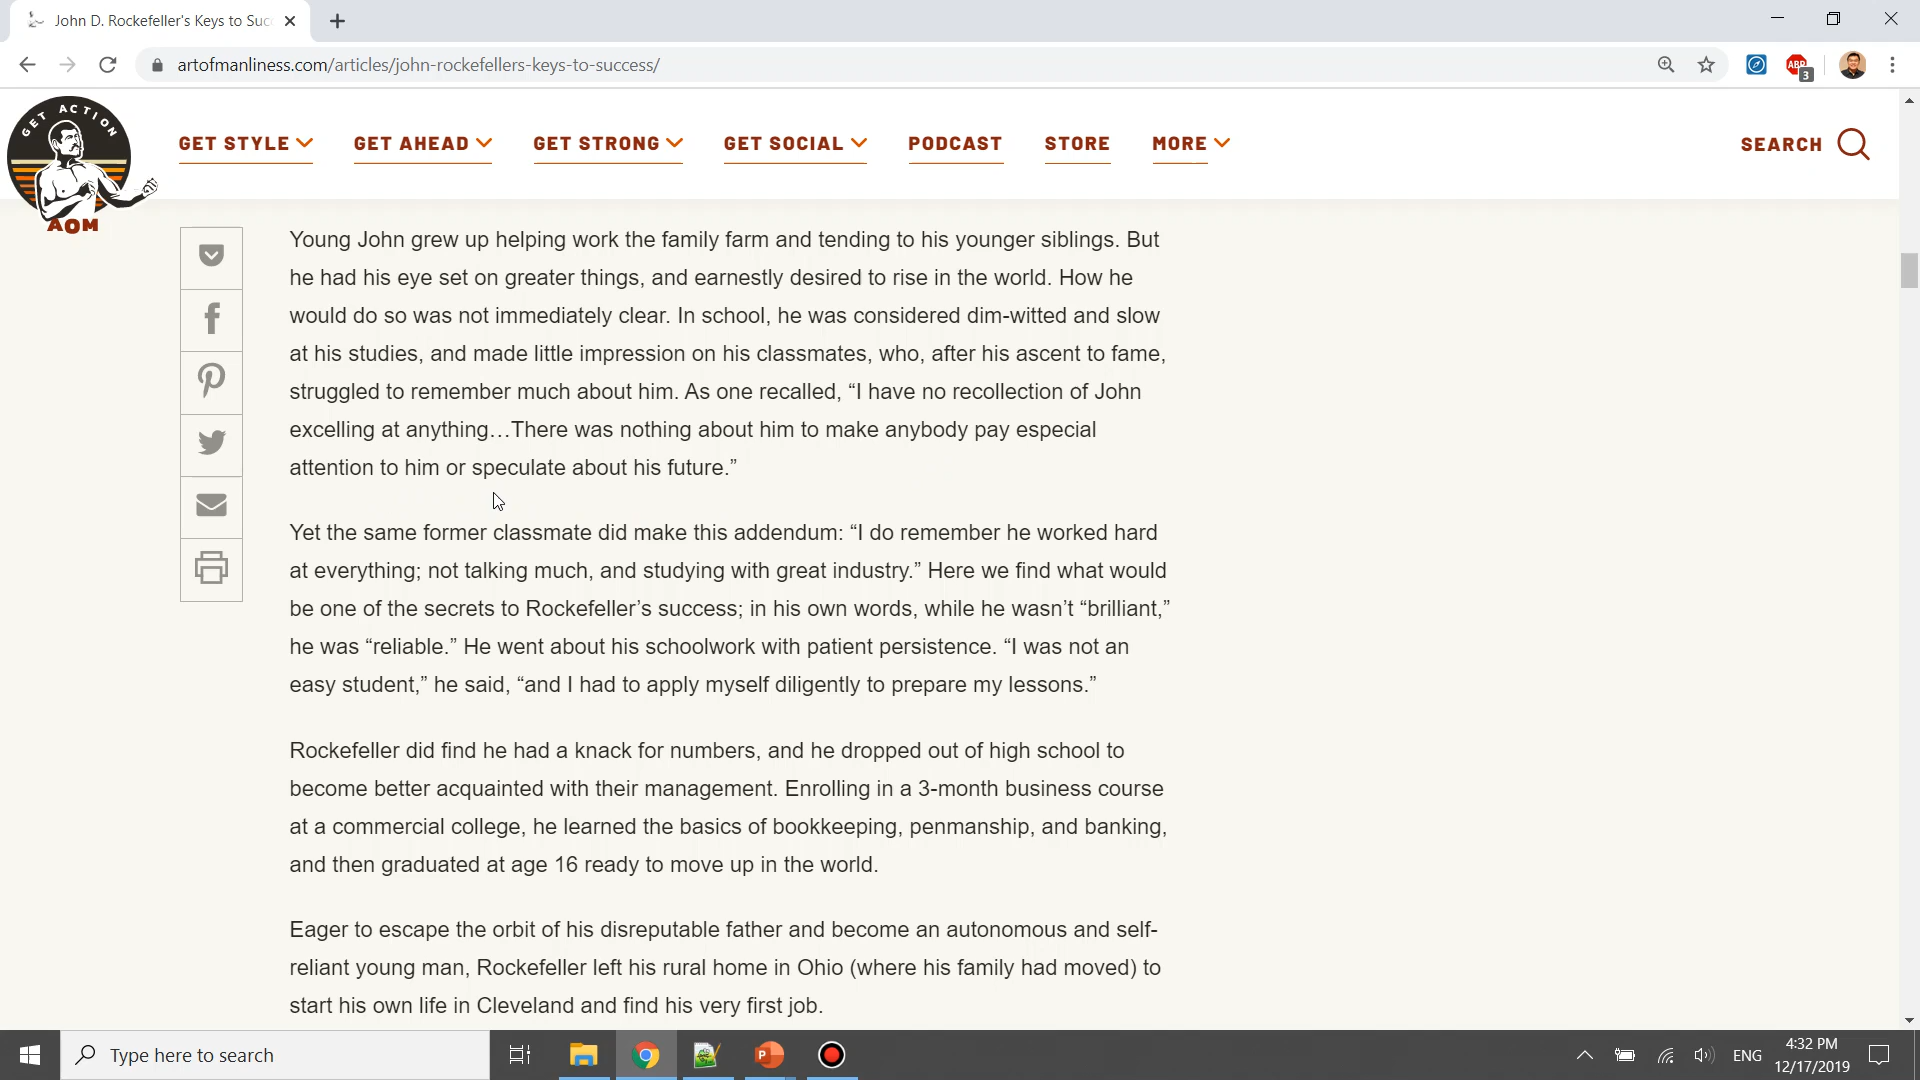 John D. Rockefeller's Keys to Succ
artofmanliness.com/articles/john-rockefellers-keys-to-success/
ABP
3
GET ACTION
AOM
GET STYLE
GET AHEAD
GET STRONG
GET SOCIAL
PODCAST
STORE
MORE
SEARCH
Young John grew up helping work the family farm and tending to his younger siblings. But
he had his eye set on greater things, and earnestly desired to rise in the world. How he
would do so was not immediately clear. In school, he was considered dim-witted and slow
at his studies, and made little impression on his classmates, who, after his ascent to fame,
struggled to remember much about him. As one recalled, “I have no recollection of John
excelling at anything…There was nothing about him to make anybody pay especial
attention to him or speculate about his future.”
Yet the same former classmate did make this addendum: “I do remember he worked hard
at everything; not talking much, and studying with great industry.” Here we find what would
be one of the secrets to Rockefeller’s success; in his own words, while he wasn’t “brilliant,”
he was “reliable.” He went about his schoolwork with patient persistence. “I was not an
easy student,” he said, “and I had to apply myself diligently to prepare my lessons.”
Rockefeller did find he had a knack for numbers, and he dropped out of high school to
become better acquainted with their management. Enrolling in a 3-month business course
at a commercial college, he learned the basics of bookkeeping, penmanship, and banking,
and then graduated at age 16 ready to move up in the world.
Eager to escape the orbit of his disreputable father and become an autonomous and self-
reliant young man, Rockefeller left his rural home in Ohio (where his family had moved) to
start his own life in Cleveland and find his very first job.
Type here to search
ENG
4:32 PM
12/17/2019